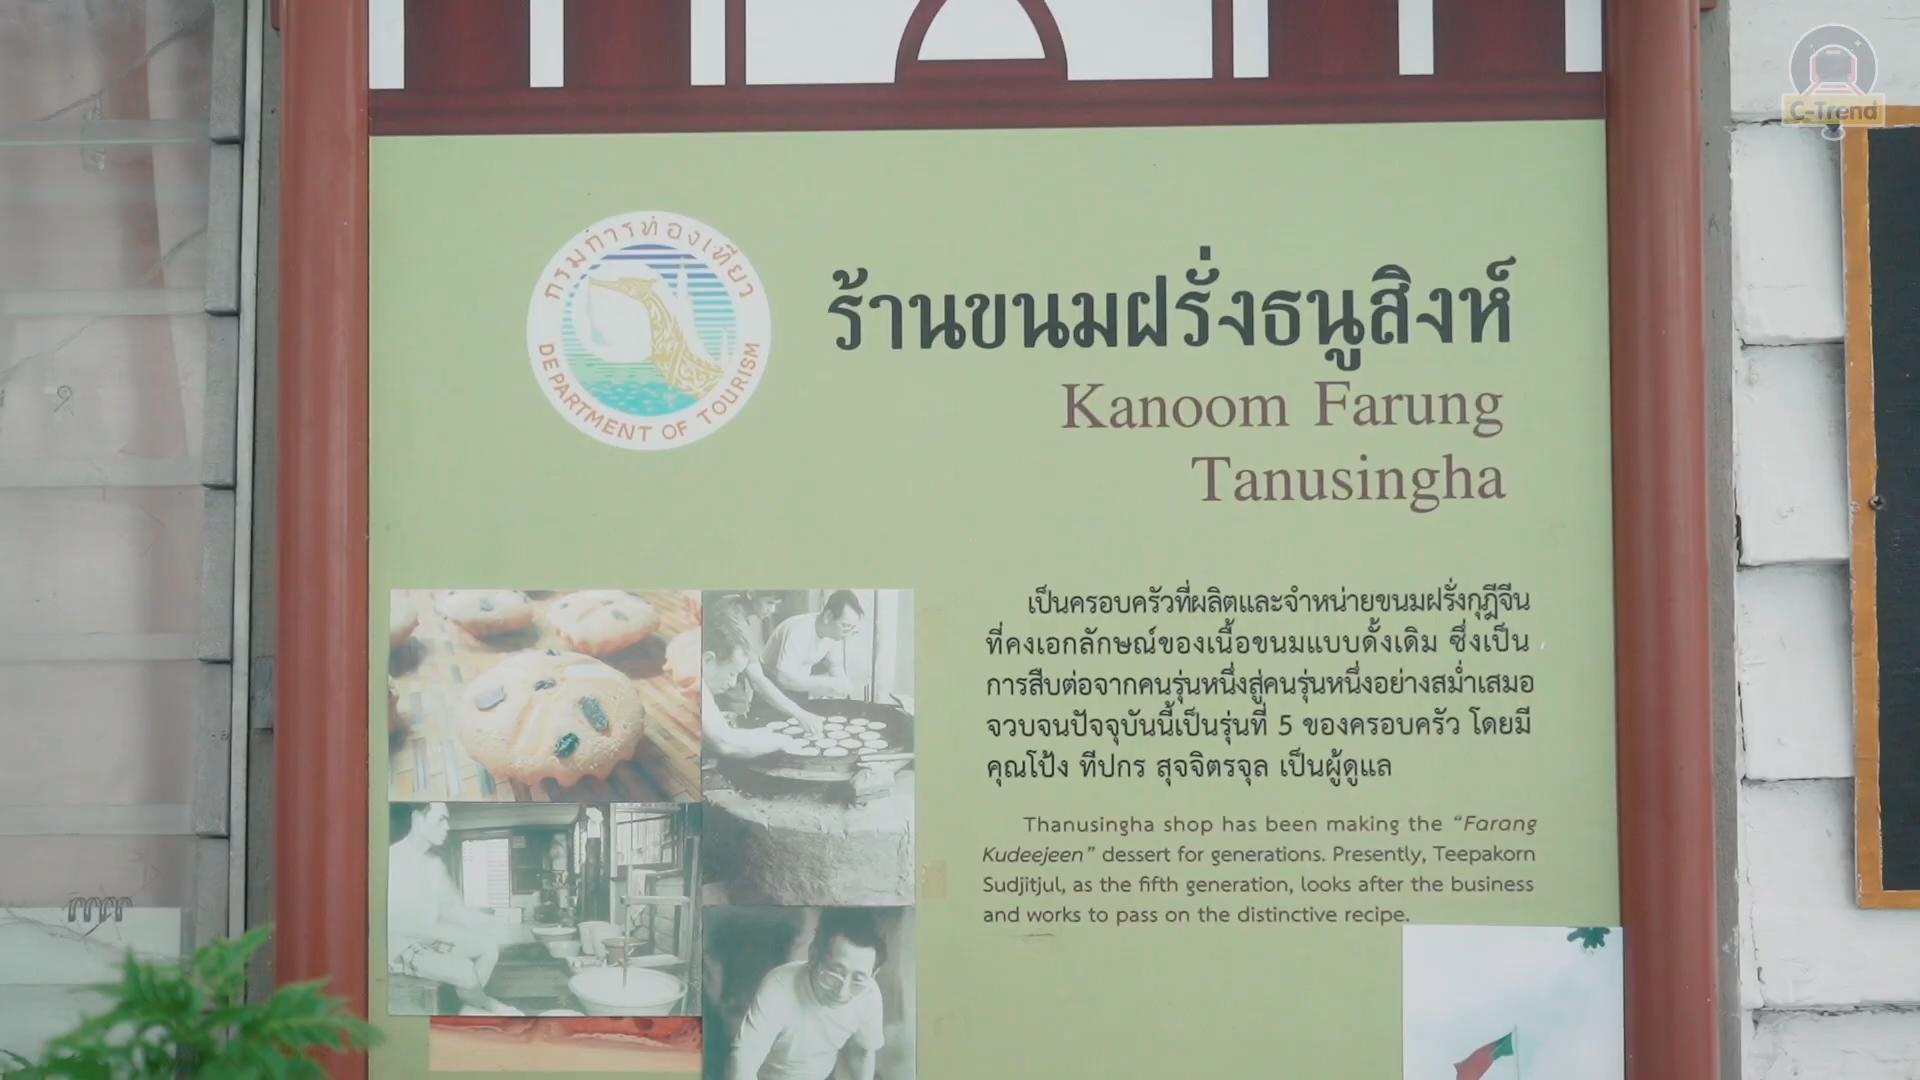 C-Trend
กรมการท่องเที่ยว
DEPARTMENT OF TOURISM
ร้านขนมฝรั่งธนูสิงห์
Kanoom Farung
Tanusingha
เป็นครอบครัวที่ผลิตและจำหน่ายขนมฝรั่งกุฎีจีน
ที่คงเอกลักษณ์ของเนื้อขนมแบบดั้งเดิม ซึ่งเป็น
การสืบต่อจากคนรุ่นหนึ่งสู่คนรุ่นหนึ่งอย่างสม่ำเสมอ
จวบจนปัจจุบันนี้เป็นรุ่นที่ 5 ของครอบครัว โดยมี
คุณโป้ง ทีปกร สุจจิตรจุล เป็นผู้ดูแล
Thanusingha shop has been making the “Farang
Kudeejeen” dessert for generations. Presently, Teepakorn
Sudjitjul, as the fifth generation, looks after the business
and works to pass on the distinctive recipe.